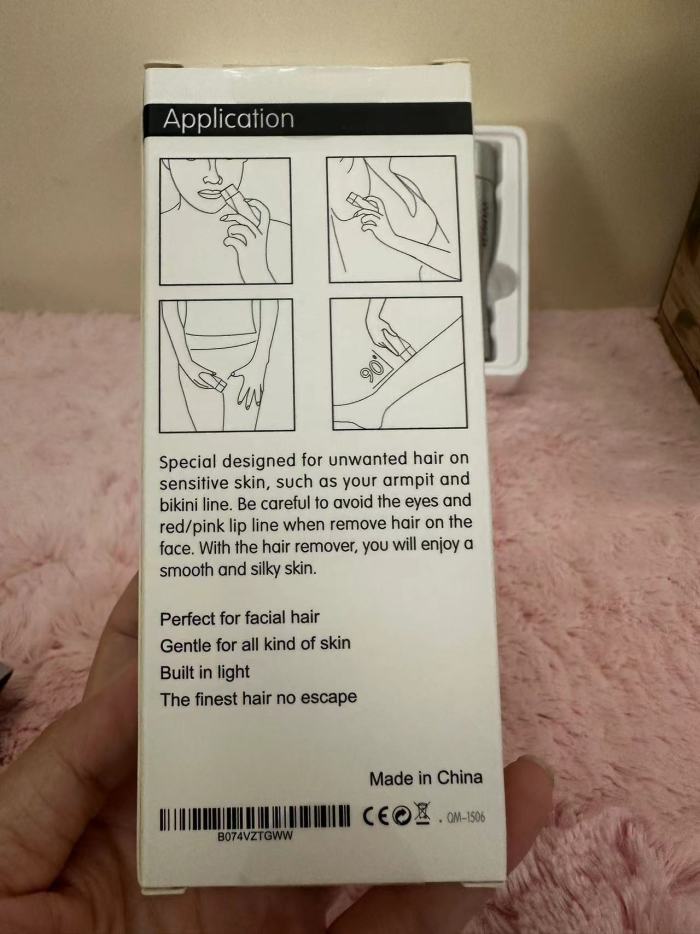 Application
90°
Special designed for unwanted hair on
sensitive skin, such as your armpit and
bikini line. Be careful to avoid the eyes and
red/pink lip line when remove hair on the
face. With the hair remover, you will enjoy a
smooth and silky skin.
Perfect for facial hair
Gentle for all kind of skin
Built in light
The finest hair no escape
Made in China
B074VZTGWW
CE
. QM-1506